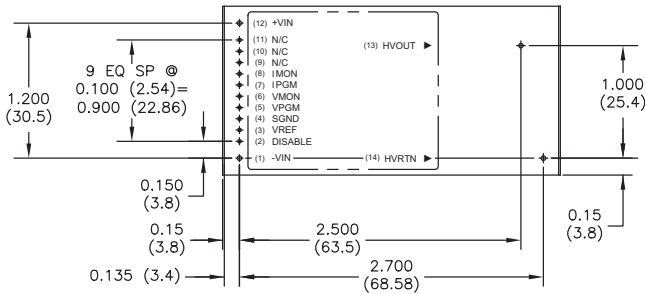 (12) +VIN
(11) N/C
(10) N/C
(9) N/C
(8) IMON
(7) IPGM
(6) VMON
(5) VPGM
(4) SGND
(3) VREF
(2) DISABLE
(1) -VIN
(13) HVOUT
(14) HVRTN
9 EQ SP @
0.100 (2.54)=
0.900 (22.86)
1.200
(30.5)
1.000
(25.4)
0.150
(3.8)
0.15
(3.8)
2.500
(63.5)
0.15
(3.8)
0.135 (3.4)
2.700
(68.58)